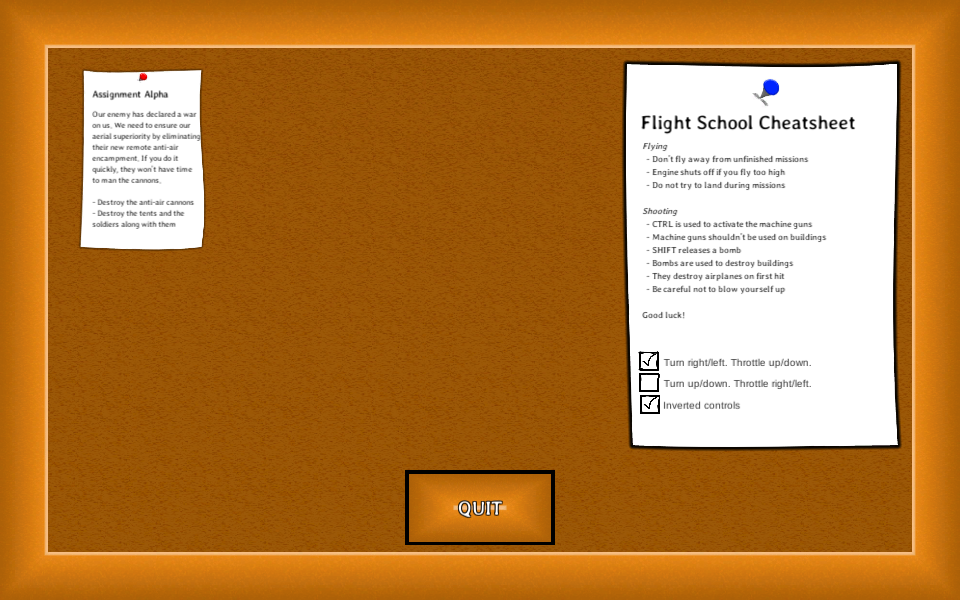 Assignment Alpha
Our enemy has declared a war
on us. We need to ensure our
aerial superiority by eliminating
their new remote anti-air
encampment. If you do it
quickly, they won't have time
to man the cannons.
- Destroy the anti-air cannons
- Destroy the tents and the
soldiers along with them
Flight School Cheatsheet
Flying
- Don't fly away from unfinished missions
- Engine shuts off if you fly too high
- Do not try to land during missions
Shooting
- CTRL is used to activate the machine guns
- Machine guns shouldn't be used on buildings
- SHIFT releases a bomb
- Bombs are used to destroy buildings
- They destroy airplanes on first hit
- Be careful not to blow yourself up
Good luck!
Turn right/left. Throttle up/down.
Turn up/down. Throttle right/left.
Inverted controls
QUIT